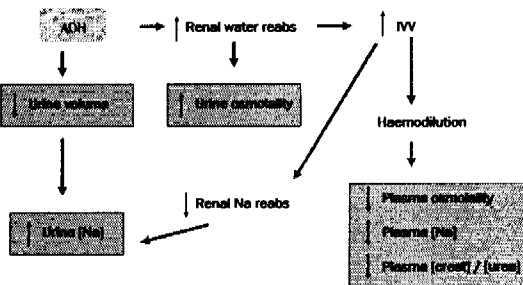 ADH
Renal water reabs
IVV
Urine volume
Urine osmolality
Haemodilution
Renal Na reabs
Urine [Na]
Plasma osmolality
Plasma [Na]
Plasma [creat] / [urea]